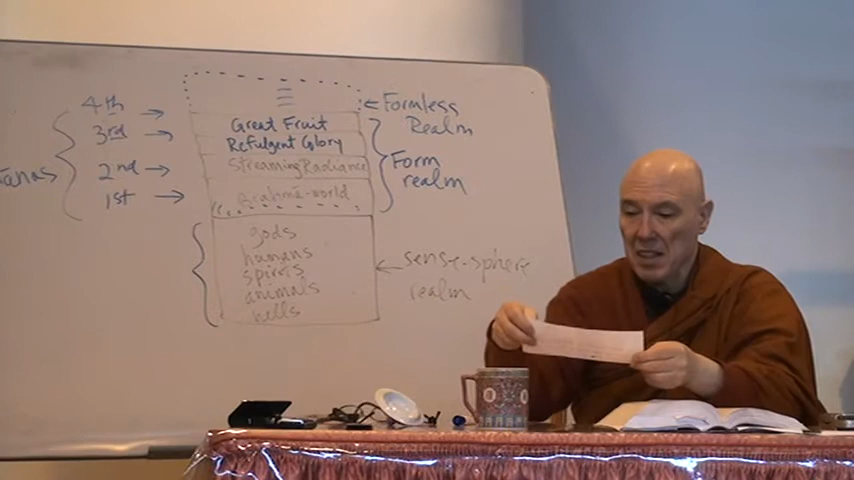 4th →
3rd →
2nd →
1st →
Great Fruit
Refulgent Glory
Streaming Radiance
Brahma-world
← Formless
Realm
Form
realm
gods
humans
spirits
animals
hells
← sense-sphere
realm